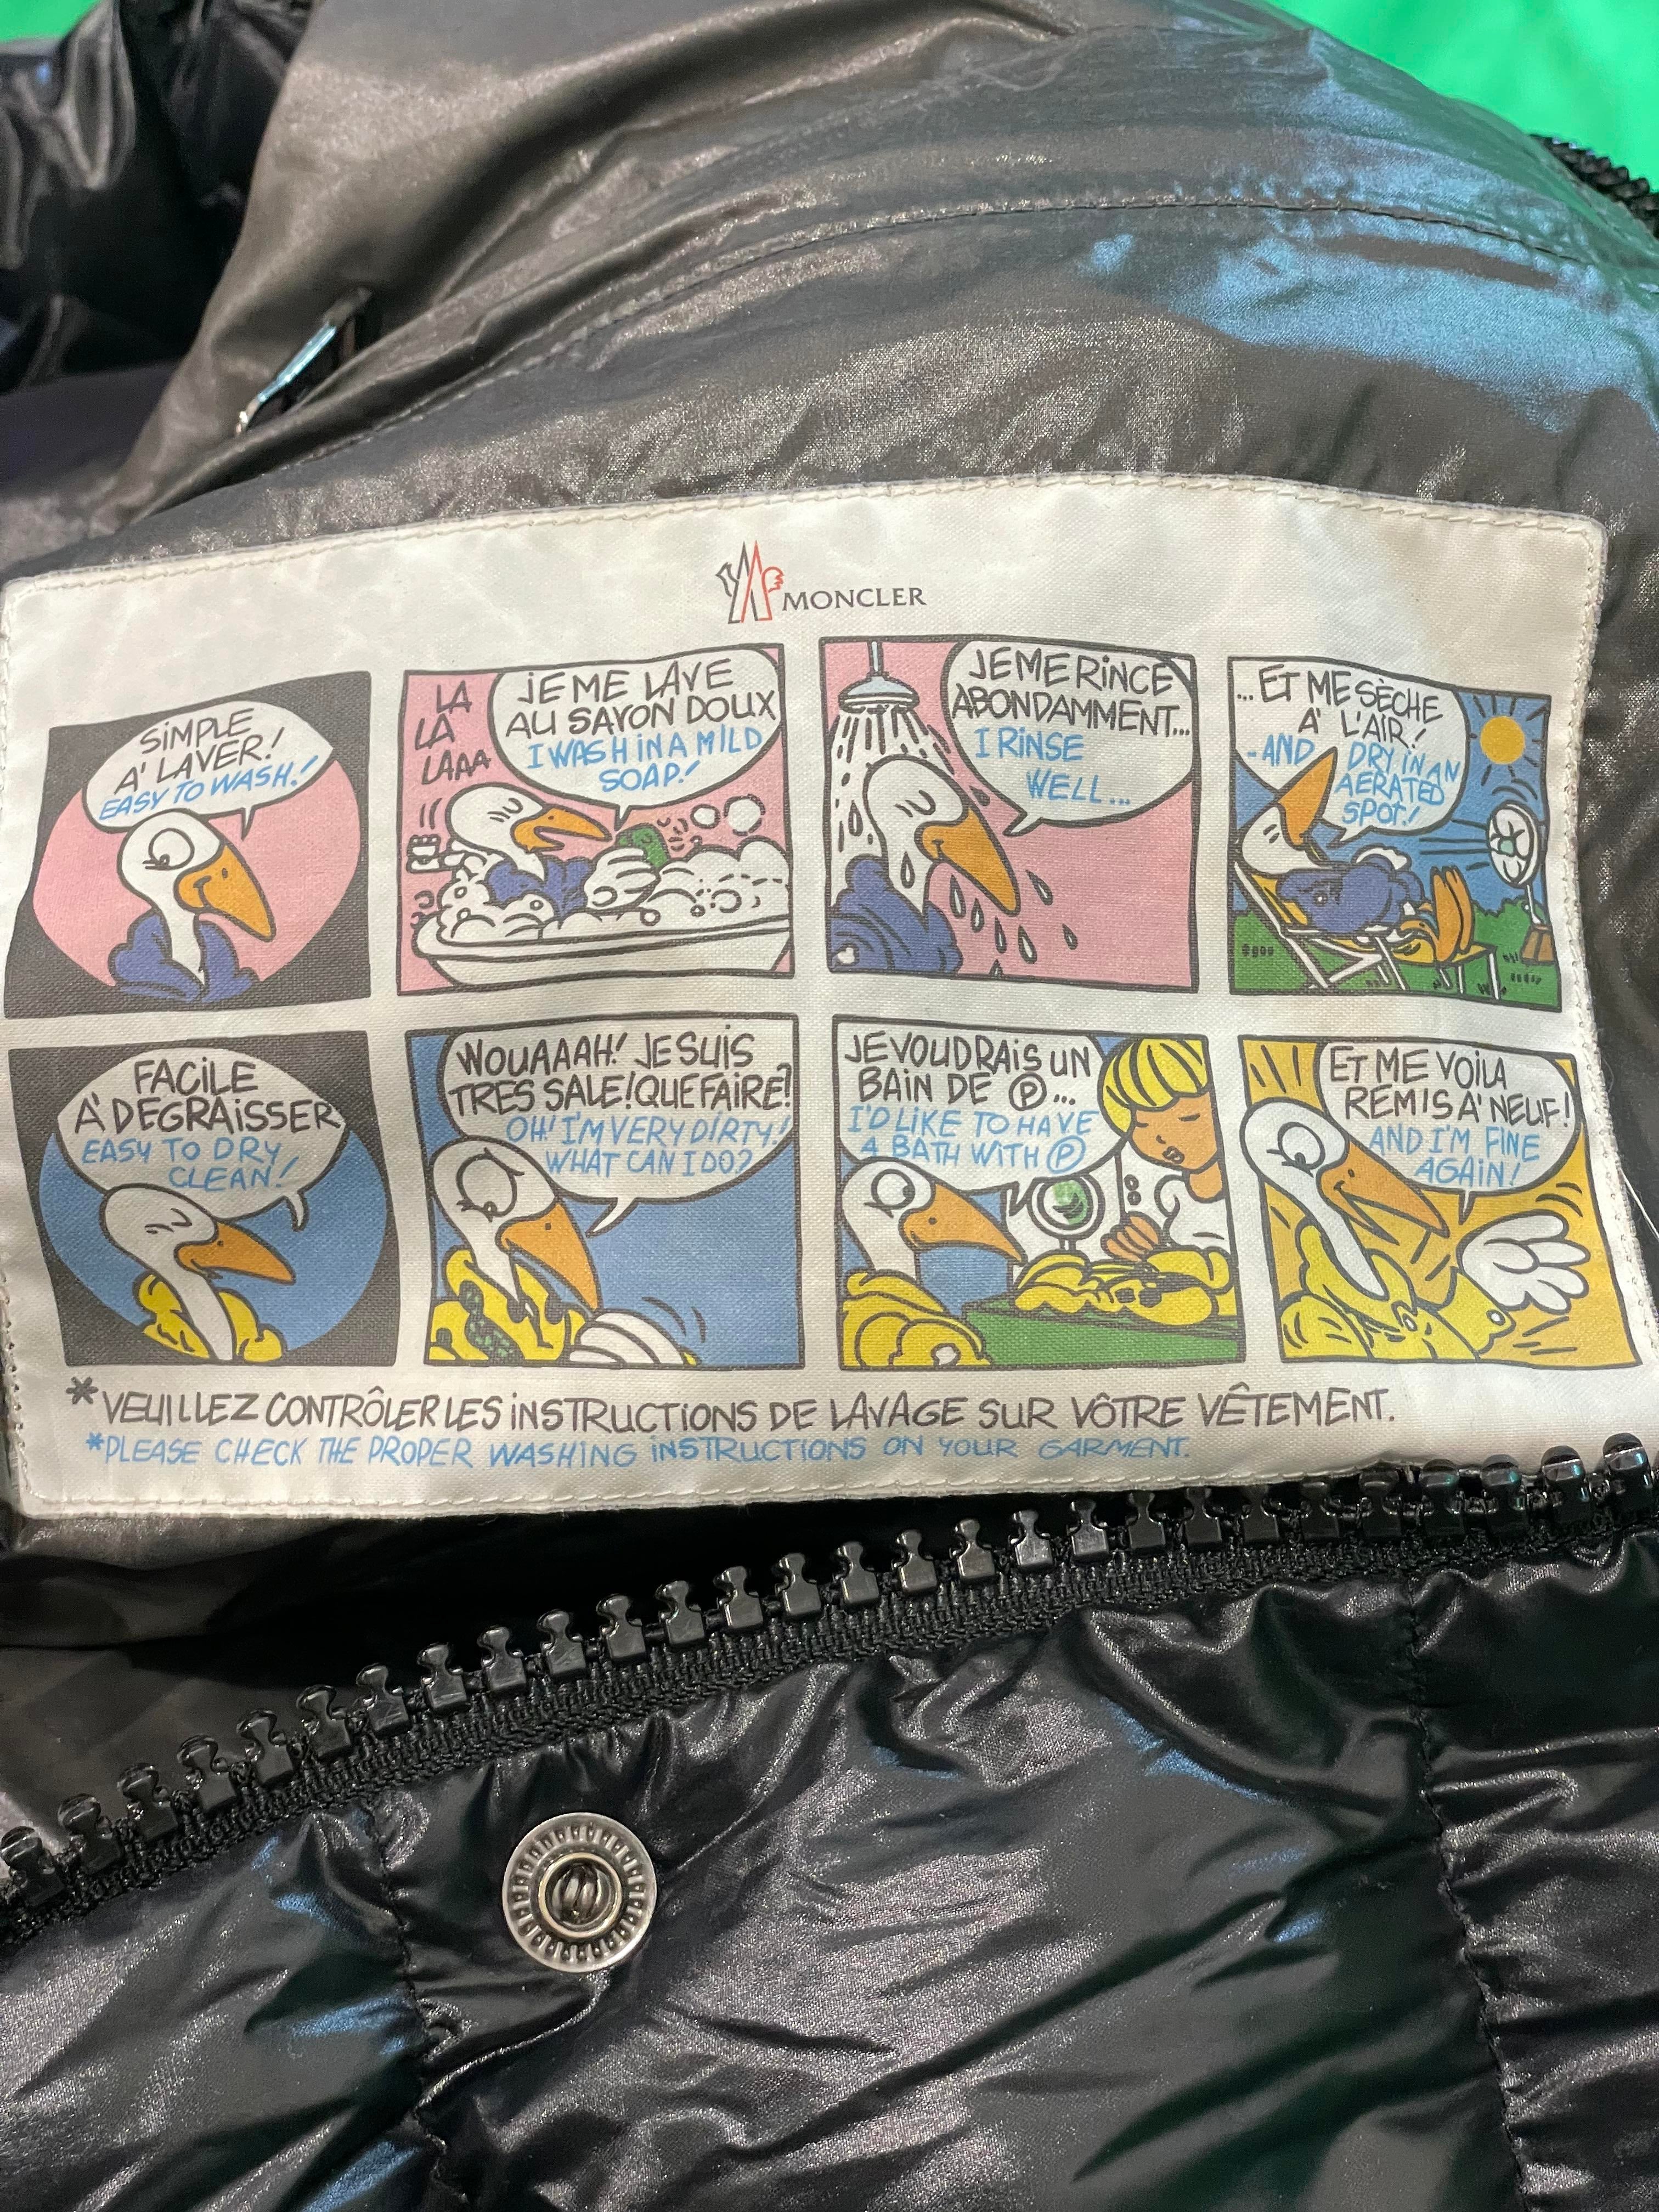 MONCLER
SIMPLE
A' LAVER!
EASY TO WASH!
LA
LA
LAAA
JE ME LAVE
AU SAVON DOUX
I WASH IN A MILD
SOAP!
JE ME RINCE
ABONDAMMENT...
I RINSE
WELL...
...ET ME SÈCHE
A' L'AIR!
-AND DRY IN AN
AERATED
SPOT!
FACILE
A' DEGRAISSER
EASY TO DRY
CLEAN!
WOUAAAH! JE SUIS
TRES SALE! QUE FAIRE?
OH! I'M VERY DIRTY!
WHAT CAN I DO?
JE VOUDRAIS UN
BAIN DE Ⓟ...
I'D LIKE TO HAVE
A BATH WITH Ⓟ
ET ME VOILA
REMIS A' NEUF!
AND I'M FINE
AGAIN!
*VEUILLEZ CONTRÔLER LES INSTRUCTIONS DE LAVAGE SUR VÔTRE VÊTEMENT.
*PLEASE CHECK THE PROPER WASHING INSTRUCTIONS ON YOUR GARMENT.